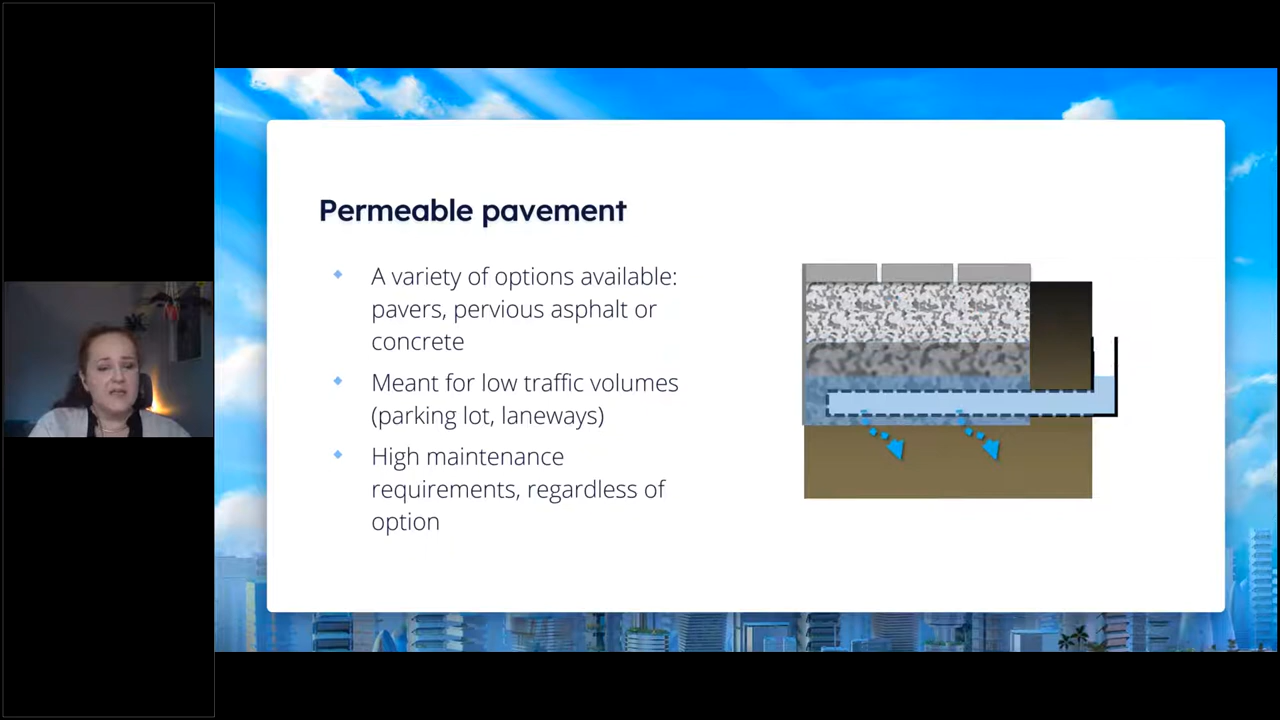 Permeable pavement
A variety of options available:
pavers, pervious asphalt or
concrete
Meant for low traffic volumes
(parking lot, laneways)
High maintenance
requirements, regardless of
option